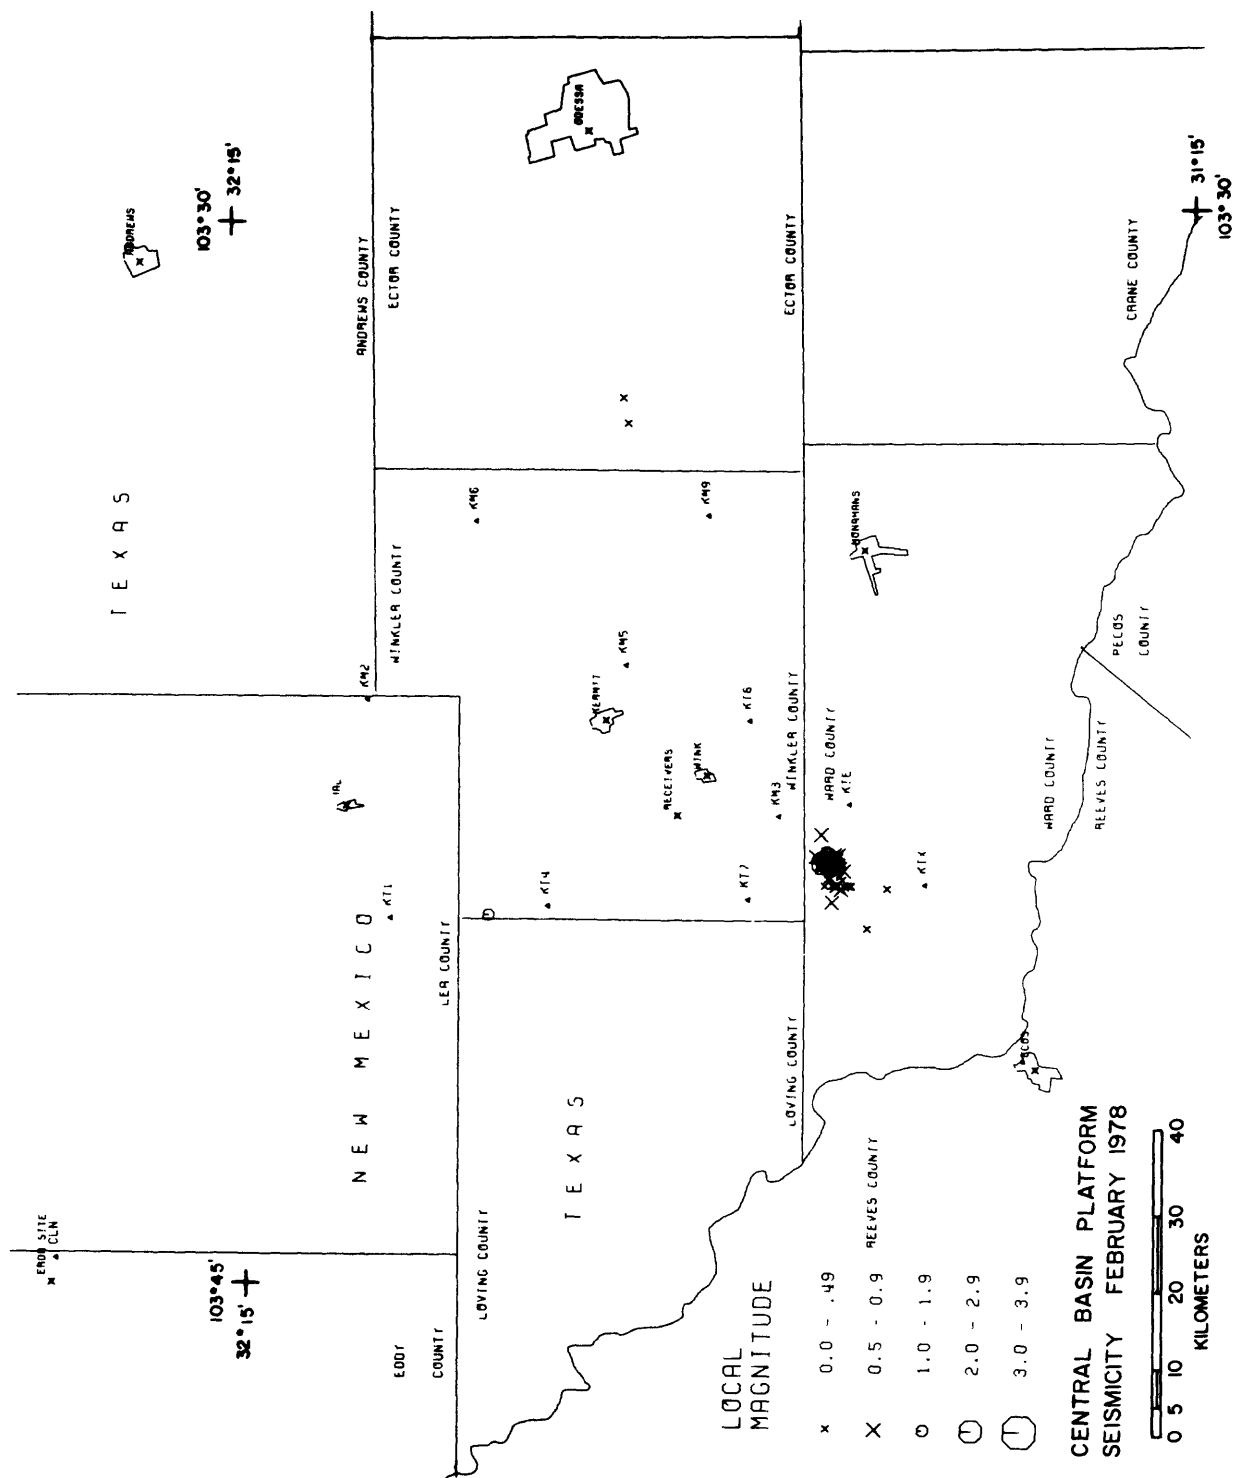 TEXAS
ANDREWS
103° 30'
32° 15'
NEW MEXICO
ERDA SITE
CLN
103° 45'
32° 15'
EDDY
COUNTY
LEA COUNTY
JAL
KT1
KM2
ANDREWS COUNTY
ECTOR COUNTY
WINKLER COUNTY
LOVING COUNTY
TEXAS
KT4
KM6
KERMIT
KM5
RECEIVERS
WINK
KT6
KM9
KM3
KT7
ODESSA
ECTOR COUNTY
WINKLER COUNTY
WARD COUNTY
LOVING COUNTY
REEVES COUNTY
KTE
KTX
MONAHANS
CRANE COUNTY
PECOS
COUNTY
WARD COUNTY
REEVES COUNTY
PECOS
31° 15'
103° 30'
LOCAL
MAGNITUDE
0.0 - .49
0.5 - 0.9
1.0 - 1.9
2.0 - 2.9
3.0 - 3.9
CENTRAL BASIN PLATFORM
SEISMICITY FEBRUARY 1978
0 5 10 20 30 40
KILOMETERS